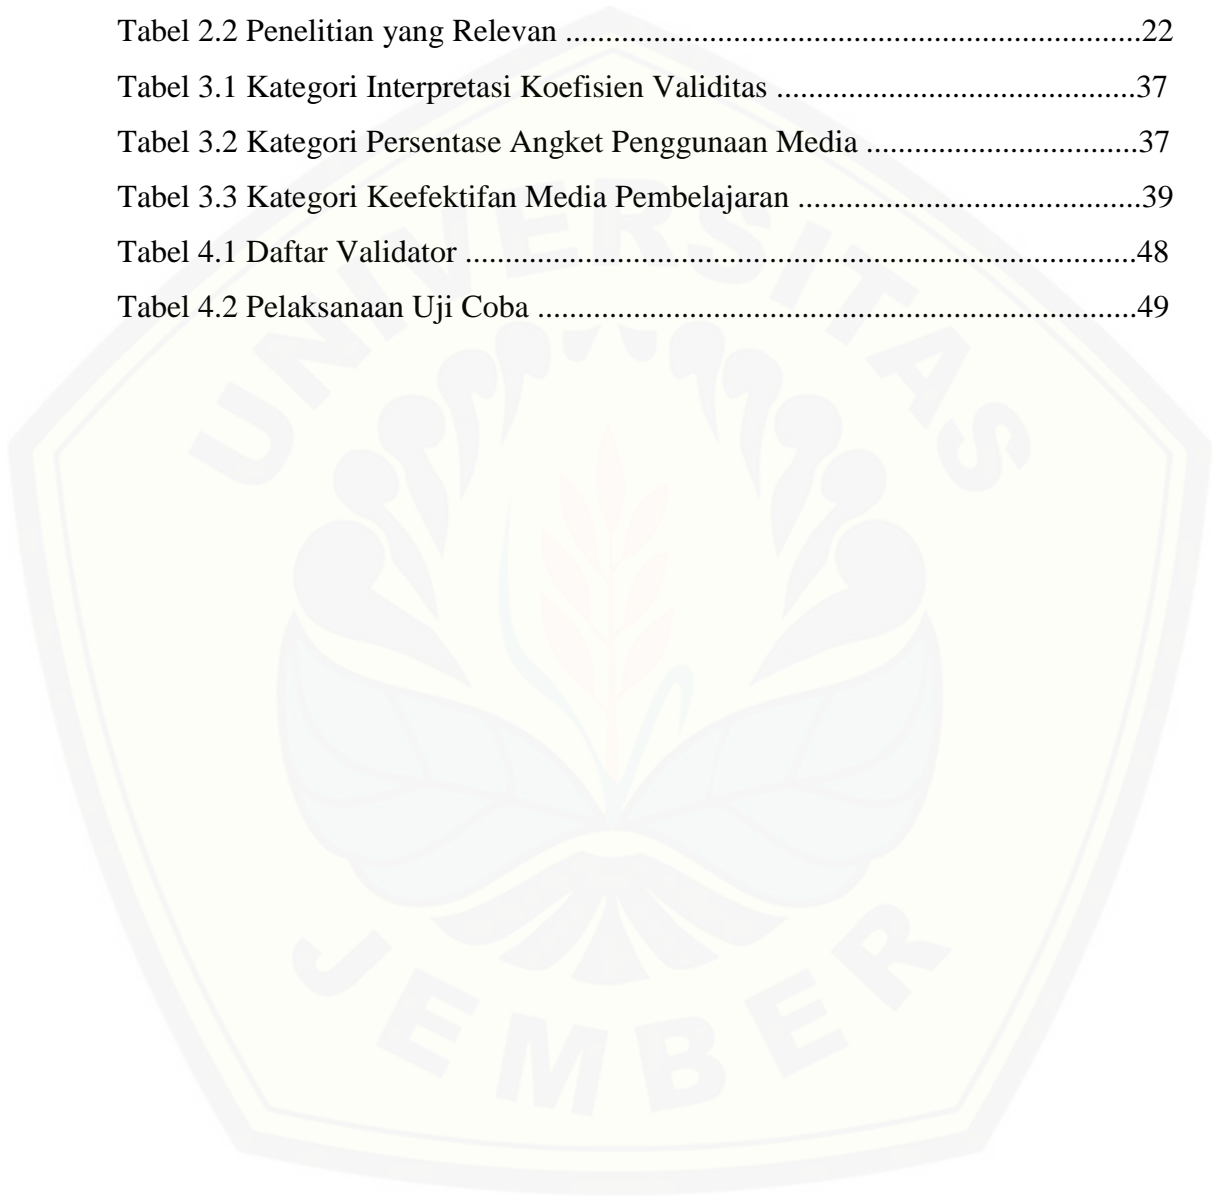 Tabel 2.2 Penelitian yang Relevan ........................................................................22
Tabel 3.1 Kategori Interpretasi Koefisien Validitas .............................................37
Tabel 3.2 Kategori Persentase Angket Penggunaan Media ..................................37
Tabel 3.3 Kategori Keefektifan Media Pembelajaran ...........................................39
Tabel 4.1 Daftar Validator ....................................................................................48
Tabel 4.2 Pelaksanaan Uji Coba ...........................................................................49
UNIVERSITAS
JEMBER